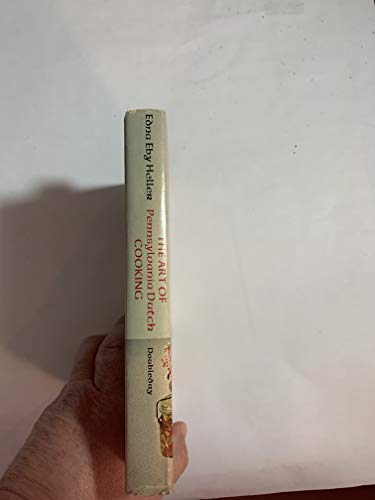 Edna Eby Heller
THE ART OF
Pennsylvania Dutch
COOKING
Doubleday